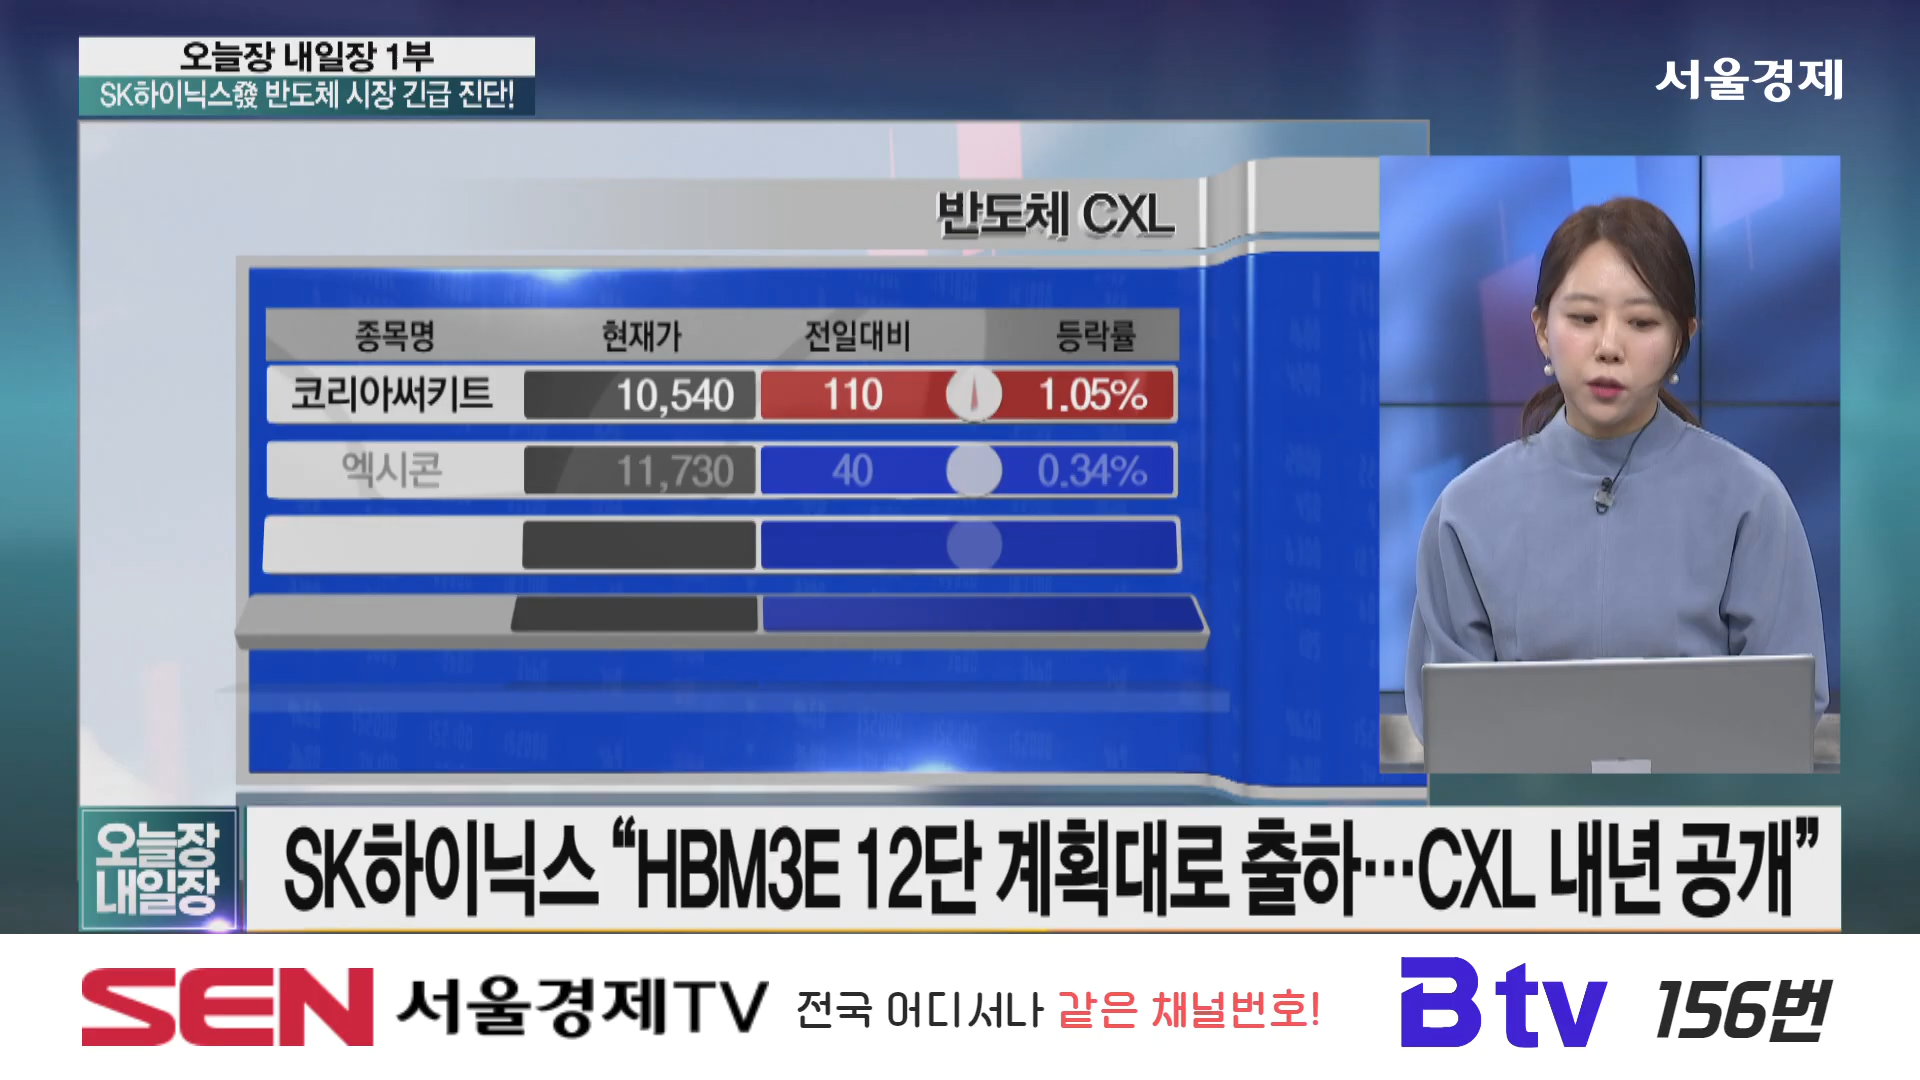 오늘장 내일장 1부
SK하이닉스發 반도체 시장 긴급 진단!
서울경제
반도체 CXL
종목명 현재가 전일대비 등락률
코리아써키트 10,540 110 1.05%
엑시콘 11,730 40 0.34%
오늘장
내일장
SK하이닉스 “HBM3E 12단 계획대로 출하…CXL 내년 공개”
SEN 서울경제TV 전국 어디서나 같은 채널번호! B tv 156번